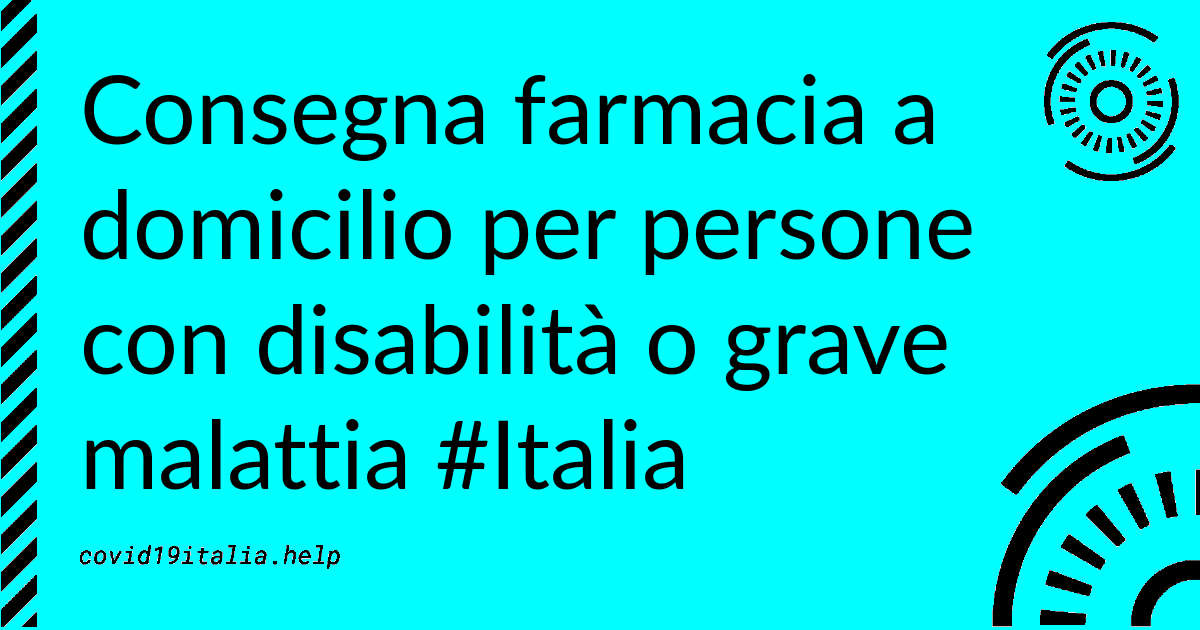 Consegna farmacia a
domicilio per persone
con disabilità o grave
malattia #Italia
covid19italia.help